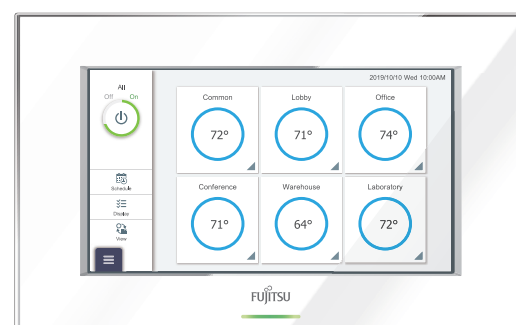 2019/10/10 Wed 10:00AM
All
Off On
Common
Lobby
Office
72°
71°
74°
Schedule
Display
View
Conference
Warehouse
Laboratory
71°
64°
72°
FUJITSU